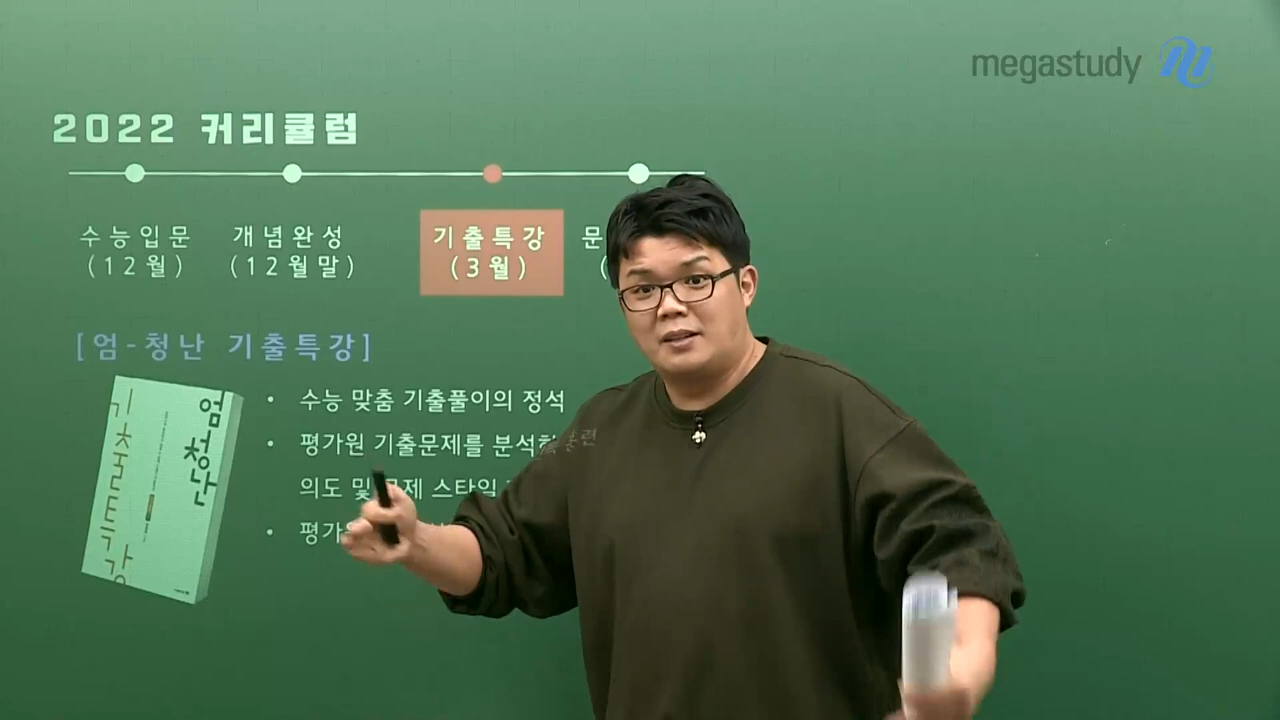 megastudy
2022 커리큘럼
수능입문 개념완성 기출특강 문
(12월) (12월말) (3월) (
[엄-청난 기출특강]
엄청난
기출특강
• 수능 맞춤 기출풀이의 정석
• 평가원 기출문제를 분석
의도 및 스타일
• 평가